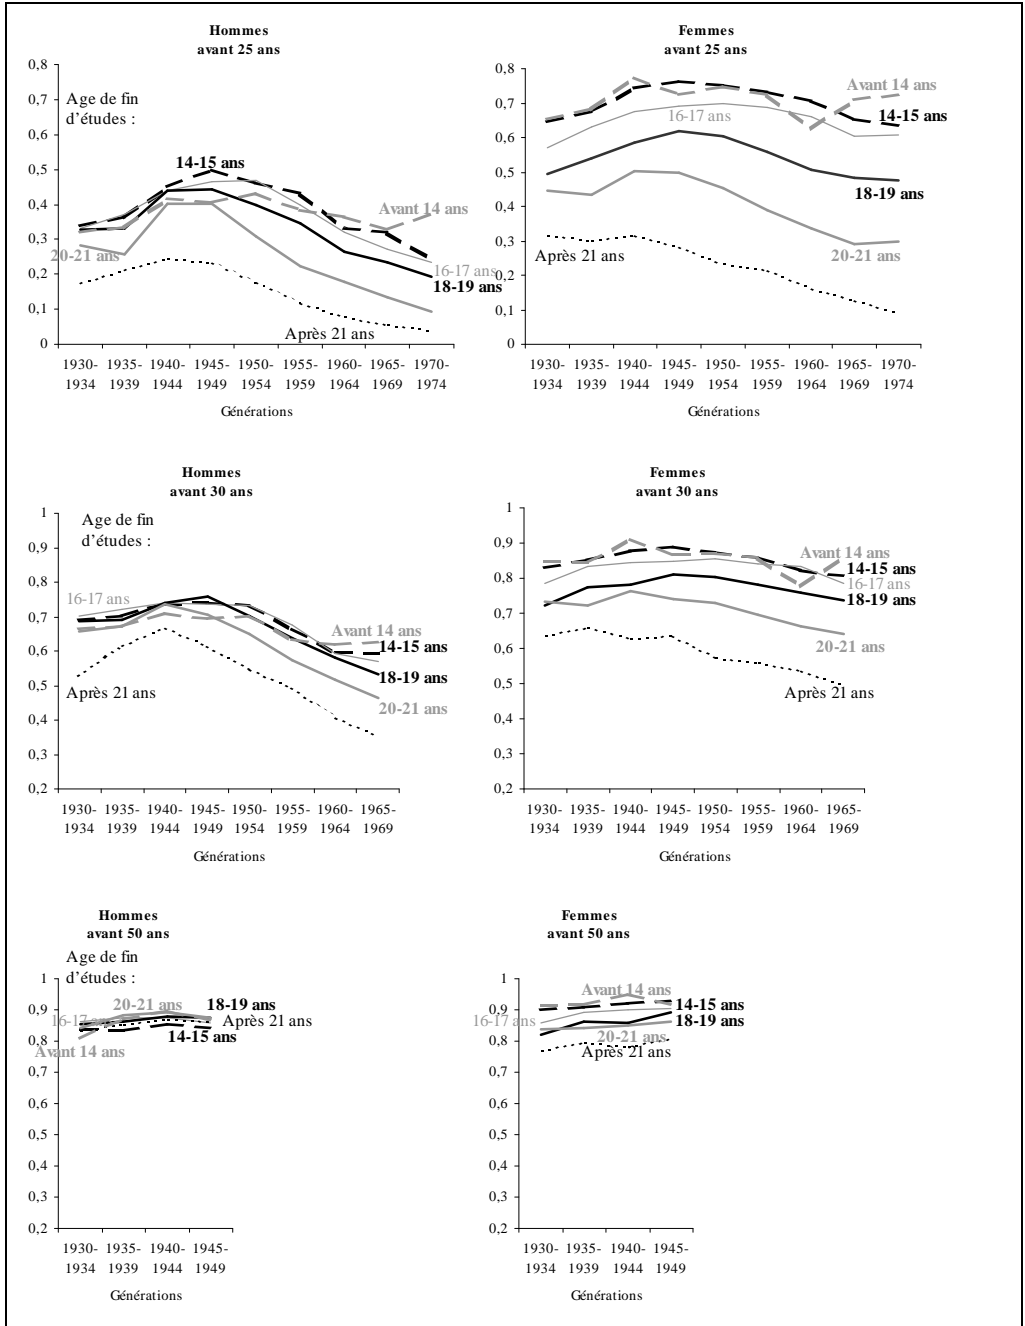 Hommes
avant 25 ans
0,8
0,7
0,6
0,5
0,4
0,3
0,2
0,1
0
Age de fin
d'études :
14-15 ans
Avant 14 ans
20-21 ans
16-17 ans
18-19 ans
Après 21 ans
1930- 1935- 1940- 1945- 1950- 1955- 1960- 1965- 1970-
1934 1939 1944 1949 1954 1959 1964 1969 1974
Générations
Femmes
avant 25 ans
0,8
0,7
0,6
0,5
0,4
0,3
0,2
0,1
0
Avant 14 ans
14-15 ans
16-17 ans
18-19 ans
Après 21 ans
20-21 ans
1930- 1935- 1940- 1945- 1950- 1955- 1960- 1965- 1970-
1934 1939 1944 1949 1954 1959 1964 1969 1974
Générations
Hommes
avant 30 ans
1
0,9
0,8
0,7
0,6
0,5
0,4
0,3
0,2
Age de fin
d'études :
16-17 ans
Avant 14 ans
14-15 ans
18-19 ans
Après 21 ans
20-21 ans
1930- 1935- 1940- 1945- 1950- 1955- 1960- 1965-
1934 1939 1944 1949 1954 1959 1964 1969
Générations
Femmes
avant 30 ans
1
0,9
0,8
0,7
0,6
0,5
0,4
0,3
0,2
Avant 14 ans
14-15 ans
16-17 ans
18-19 ans
20-21 ans
Après 21 ans
1930- 1935- 1940- 1945- 1950- 1955- 1960- 1965-
1934 1939 1944 1949 1954 1959 1964 1969
Générations
Hommes
avant 50 ans
Age de fin
d'études :
1
0,9
0,8
0,7
0,6
0,5
0,4
0,3
0,2
20-21 ans
18-19 ans
16-17 ans
Après 21 ans
14-15 ans
Avant 14 ans
1930- 1935- 1940- 1945-
1934 1939 1944 1949
Générations
Femmes
avant 50 ans
1
0,9
0,8
0,7
0,6
0,5
0,4
0,3
0,2
Avant 14 ans
14-15 ans
16-17 ans
18-19 ans
20-21 ans
Après 21 ans
1930- 1935- 1940- 1945-
1934 1939 1944 1949
Générations